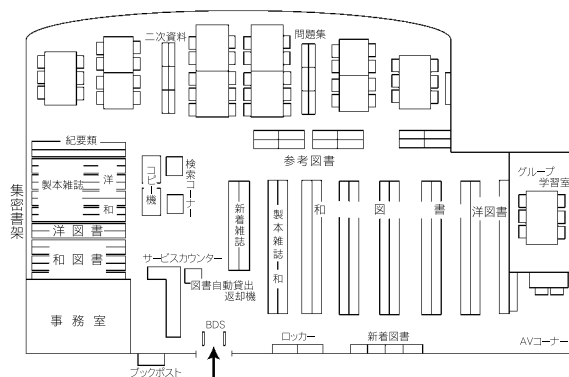 二次資料
問題集
紀要類
製本雑誌
洋
和
洋図書
和図書
集密書架
コピー機
検索コーナー
参考図書
新着雑誌
製本雑誌・和
和図書
洋図書
グループ
学習室
サービスカウンター
図書自動貸出
返却機
事務室
BDS
ロッカー
新着図書
AVコーナー
ブックポスト